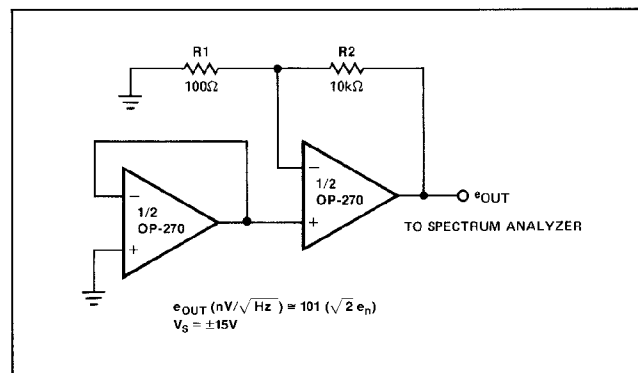 R1
100Ω
R2
10kΩ
−
1/2
OP-270
+
−
1/2
OP-270
+
eOUT
TO SPECTRUM ANALYZER
eOUT (nV/√Hz) ≅ 101 (√2 en)
VS = ±15V